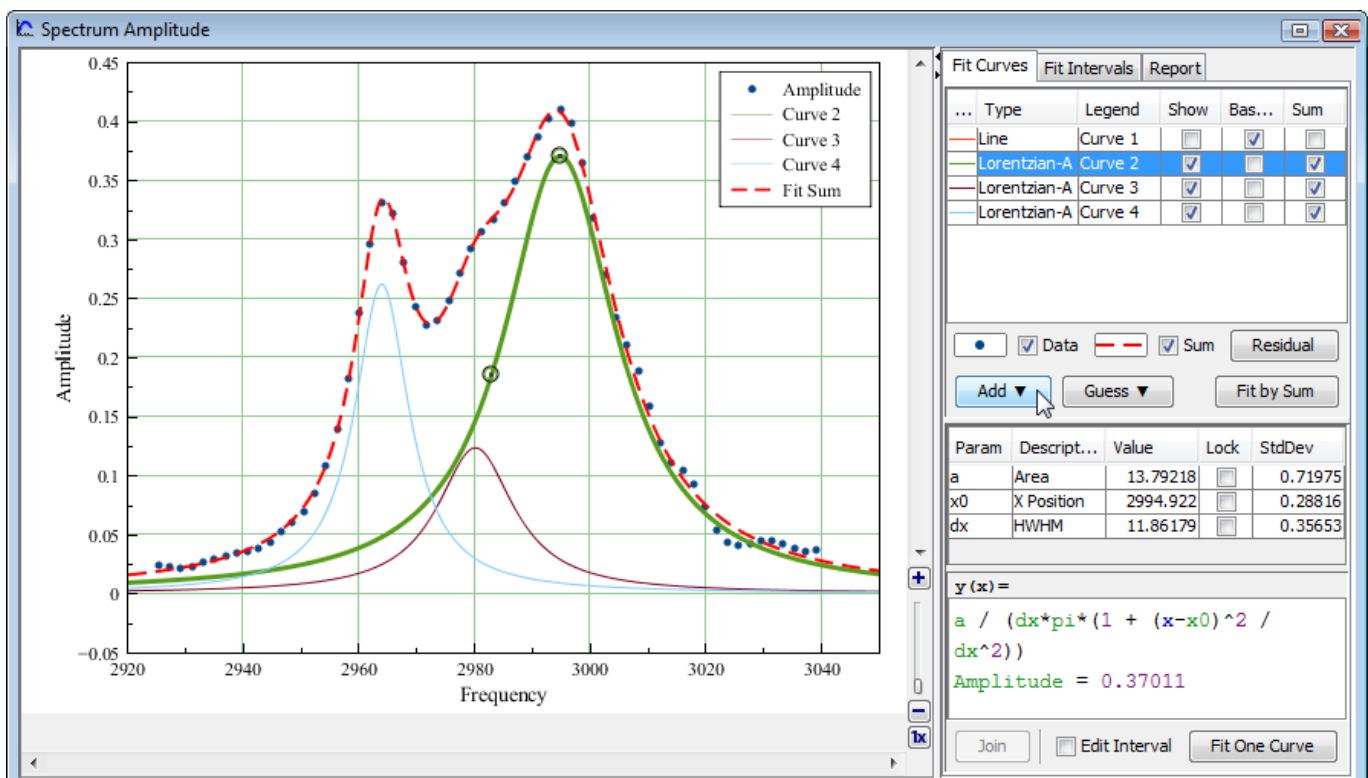 Spectrum Amplitude
0.45
0.4
0.35
0.3
0.25
0.2
0.15
0.1
0.05
0
−0.05
2920 2940 2960 2980 3000 3020 3040
Frequency
Amplitude
Amplitude
Curve 2
Curve 3
Curve 4
Fit Sum
1x
Fit Curves Fit Intervals Report
... Type Legend Show Bas... Sum
Line Curve 1
Lorentzian-A Curve 2
Lorentzian-A Curve 3
Lorentzian-A Curve 4
Data Sum Residual
Add ▼ Guess ▼ Fit by Sum
Param Descript... Value Lock StdDev
a Area 13.79218 0.71975
x0 X Position 2994.922 0.28816
dx HWHM 11.86179 0.35653
y(x)=
a / (dx*pi*(1 + (x-x0)^2 /
dx^2))
Amplitude = 0.37011
Join Edit Interval Fit One Curve